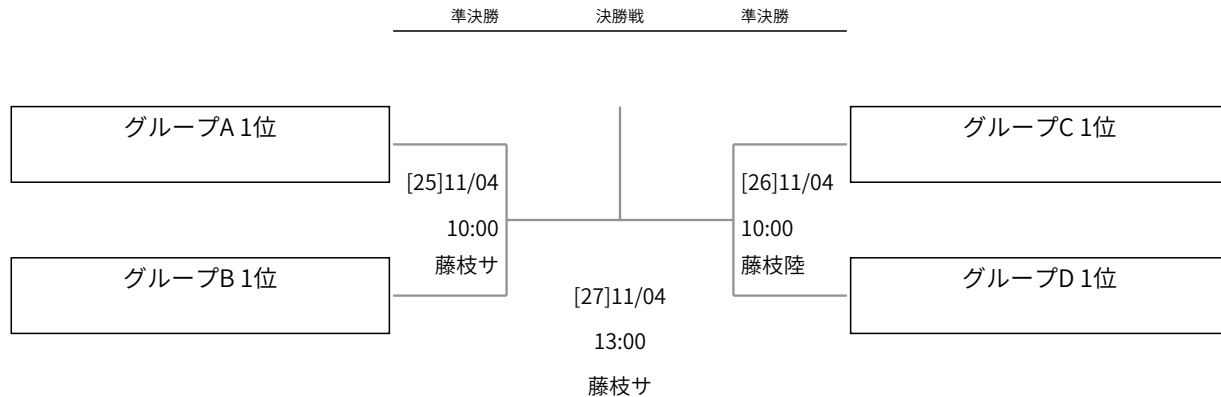 準決勝 決勝戦 準決勝
グループA 1位
グループC 1位
[25]11/04
10:00
藤枝サ
[26]11/04
10:00
藤枝陸
グループB 1位
グループD 1位
[27]11/04
13:00
藤枝サ